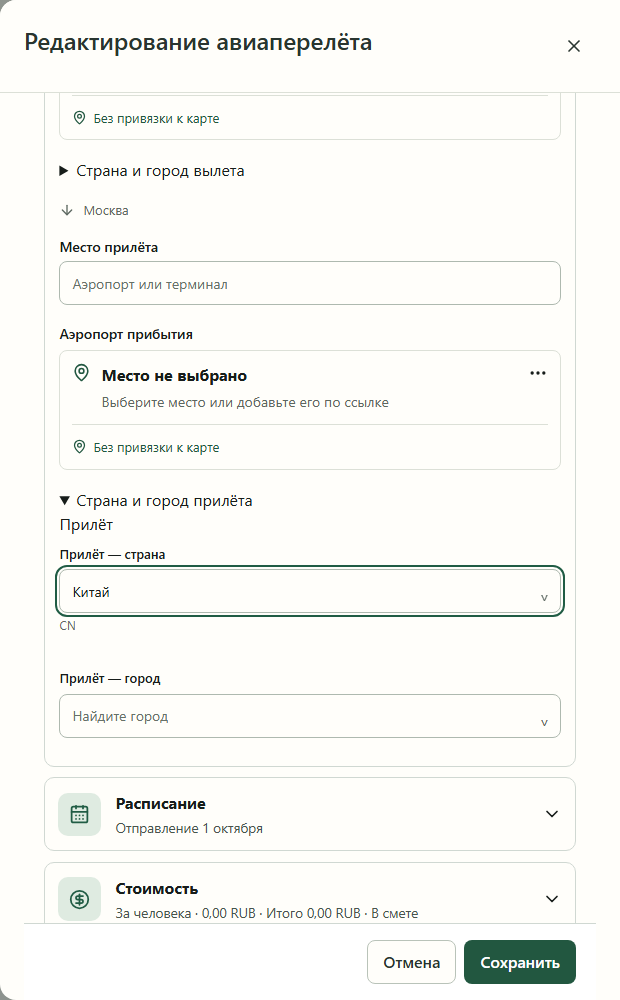 Редактирование авиаперелёта
Без привязки к карте
Страна и город вылета
Москва
Место прилёта
Аэропорт или терминал
Аэропорт прибытия
Место не выбрано
Выберите место или добавьте его по ссылке
Без привязки к карте
Страна и город прилёта
Прилёт
Прилёт — страна
Китай
CN
Прилёт — город
Найдите город
Расписание
Отправление 1 октября
Стоимость
За человека · 0,00 RUB · Итого 0,00 RUB · В смете
Отмена
Сохранить